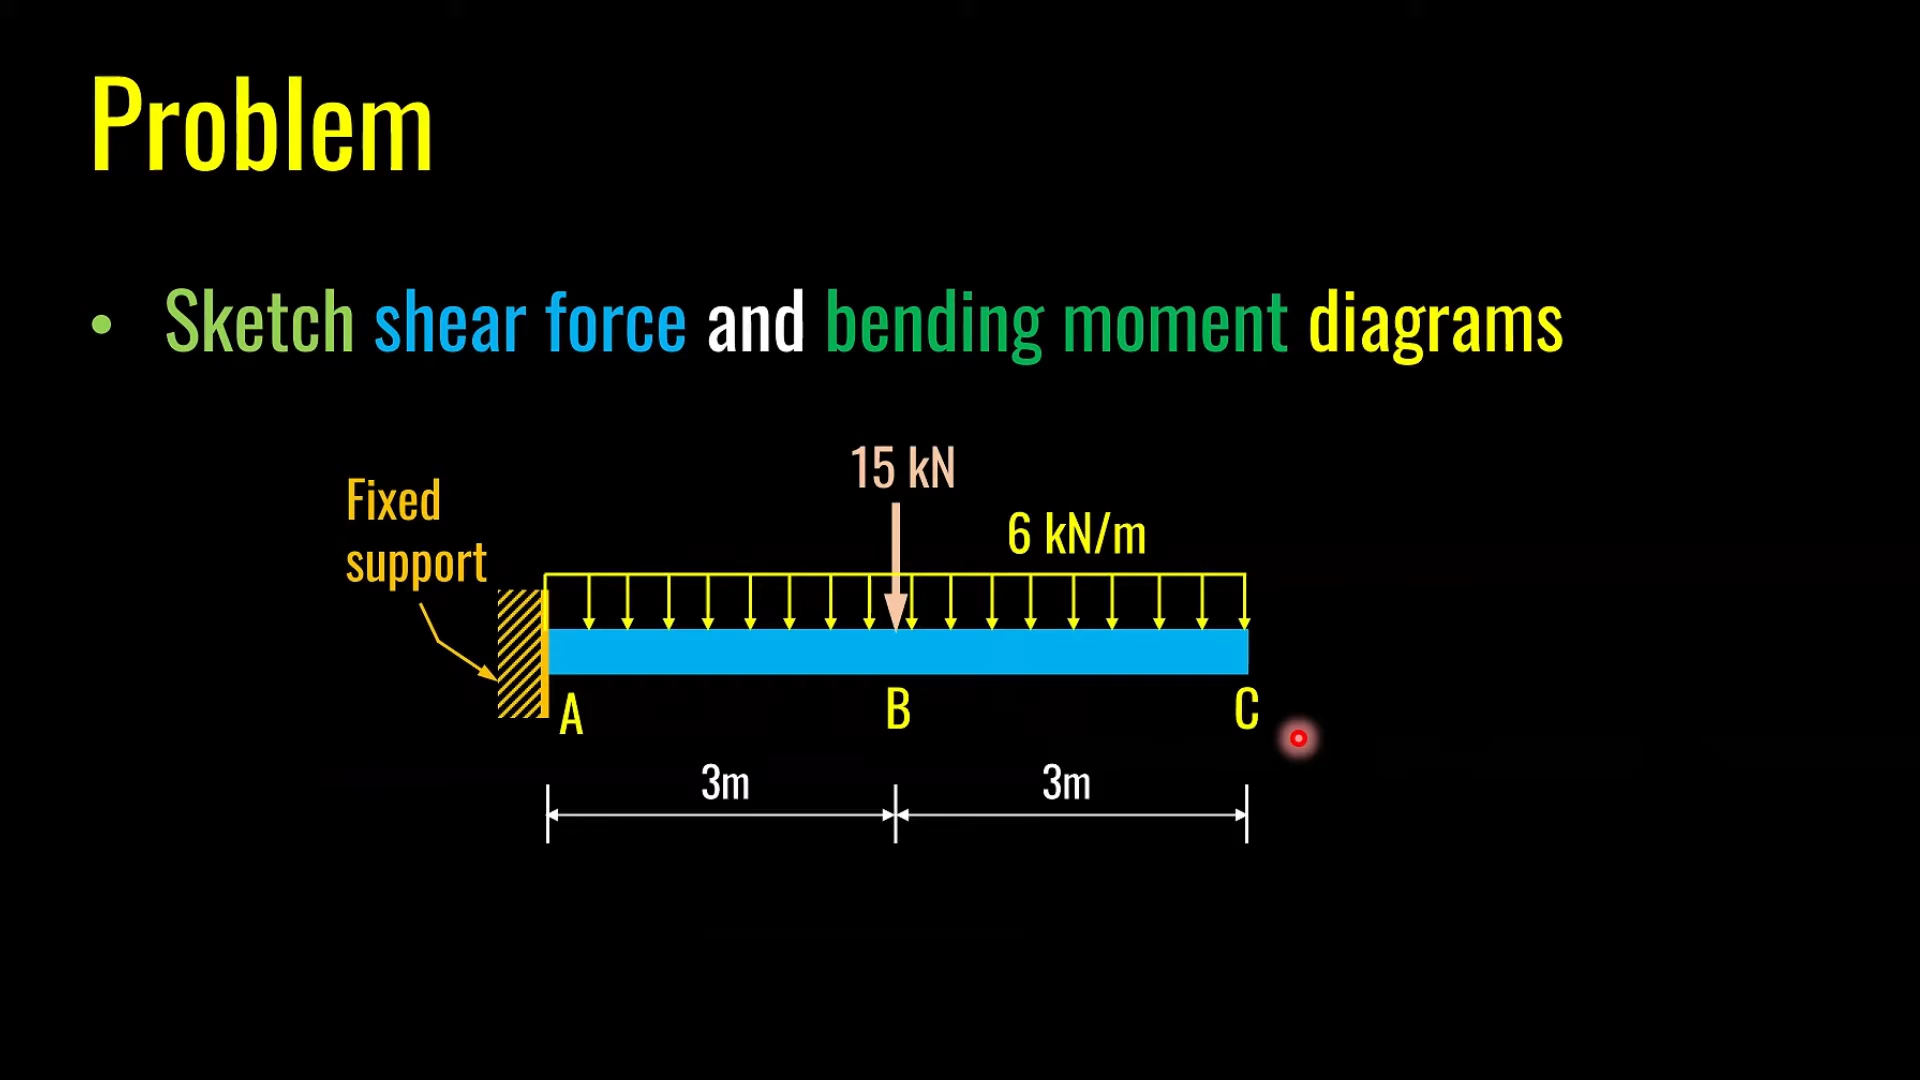 Problem
• Sketch shear force and bending moment diagrams
15 kN
Fixed
support
6 kN/m
A
B
C
3m
3m